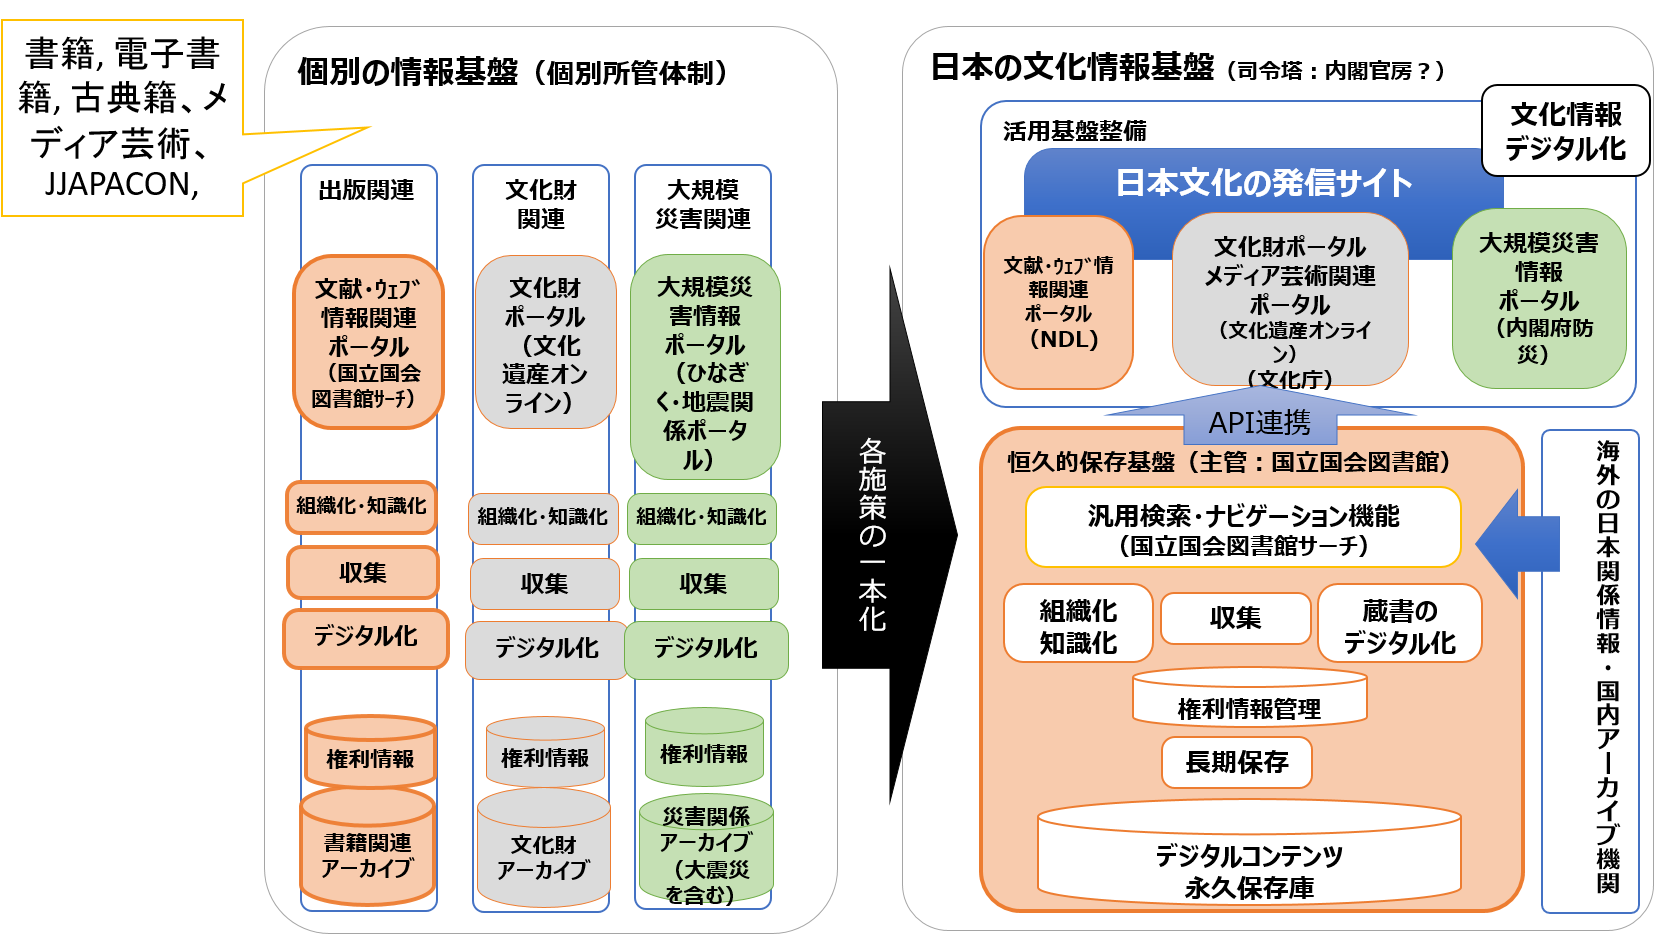 書籍, 電子書
籍, 古典籍、メ
ディア芸術、
JJAPACON,
個別の情報基盤（個別所管体制）
出版関連
文献・ｳｪﾌﾞ
情報関連
ポータル
（国立国会
図書館ｻｰﾁ）
組織化・知識化
収集
デジタル化
権利情報
書籍関連
アーカイブ
文化財
関連
文化財
ポータル
（文化
遺産オン
ライン）
組織化・知識化
収集
デジタル化
権利情報
文化財
アーカイブ
大規模
災害関連
大規模災
害情報
ポータル
（ひなぎ
く・地震関
係ポータ
ル）
組織化・知識化
収集
デジタル化
権利情報
災害関係
アーカイブ
（大震災
を含む）
各施策の一本化
日本の文化情報基盤（司令塔：内閣官房？）
文化情報
デジタル化
活用基盤整備
日本文化の発信サイト
文献・ｳｪﾌﾞ情
報関連
ポータル
（NDL)
文化財ポータル
メディア芸術関連
ポータル
（文化遺産オンライ
ン）
（文化庁）
大規模災害
情報
ポータル
（内閣府防
災）
API連携
恒久的保存基盤（主管：国立国会図書館）
汎用検索・ナビゲーション機能
（国立国会図書館サーチ）
組織化
知識化
収集
蔵書の
デジタル化
権利情報管理
長期保存
デジタルコンテンツ
永久保存庫
海外の日本関係情報・国内アーカイブ機関